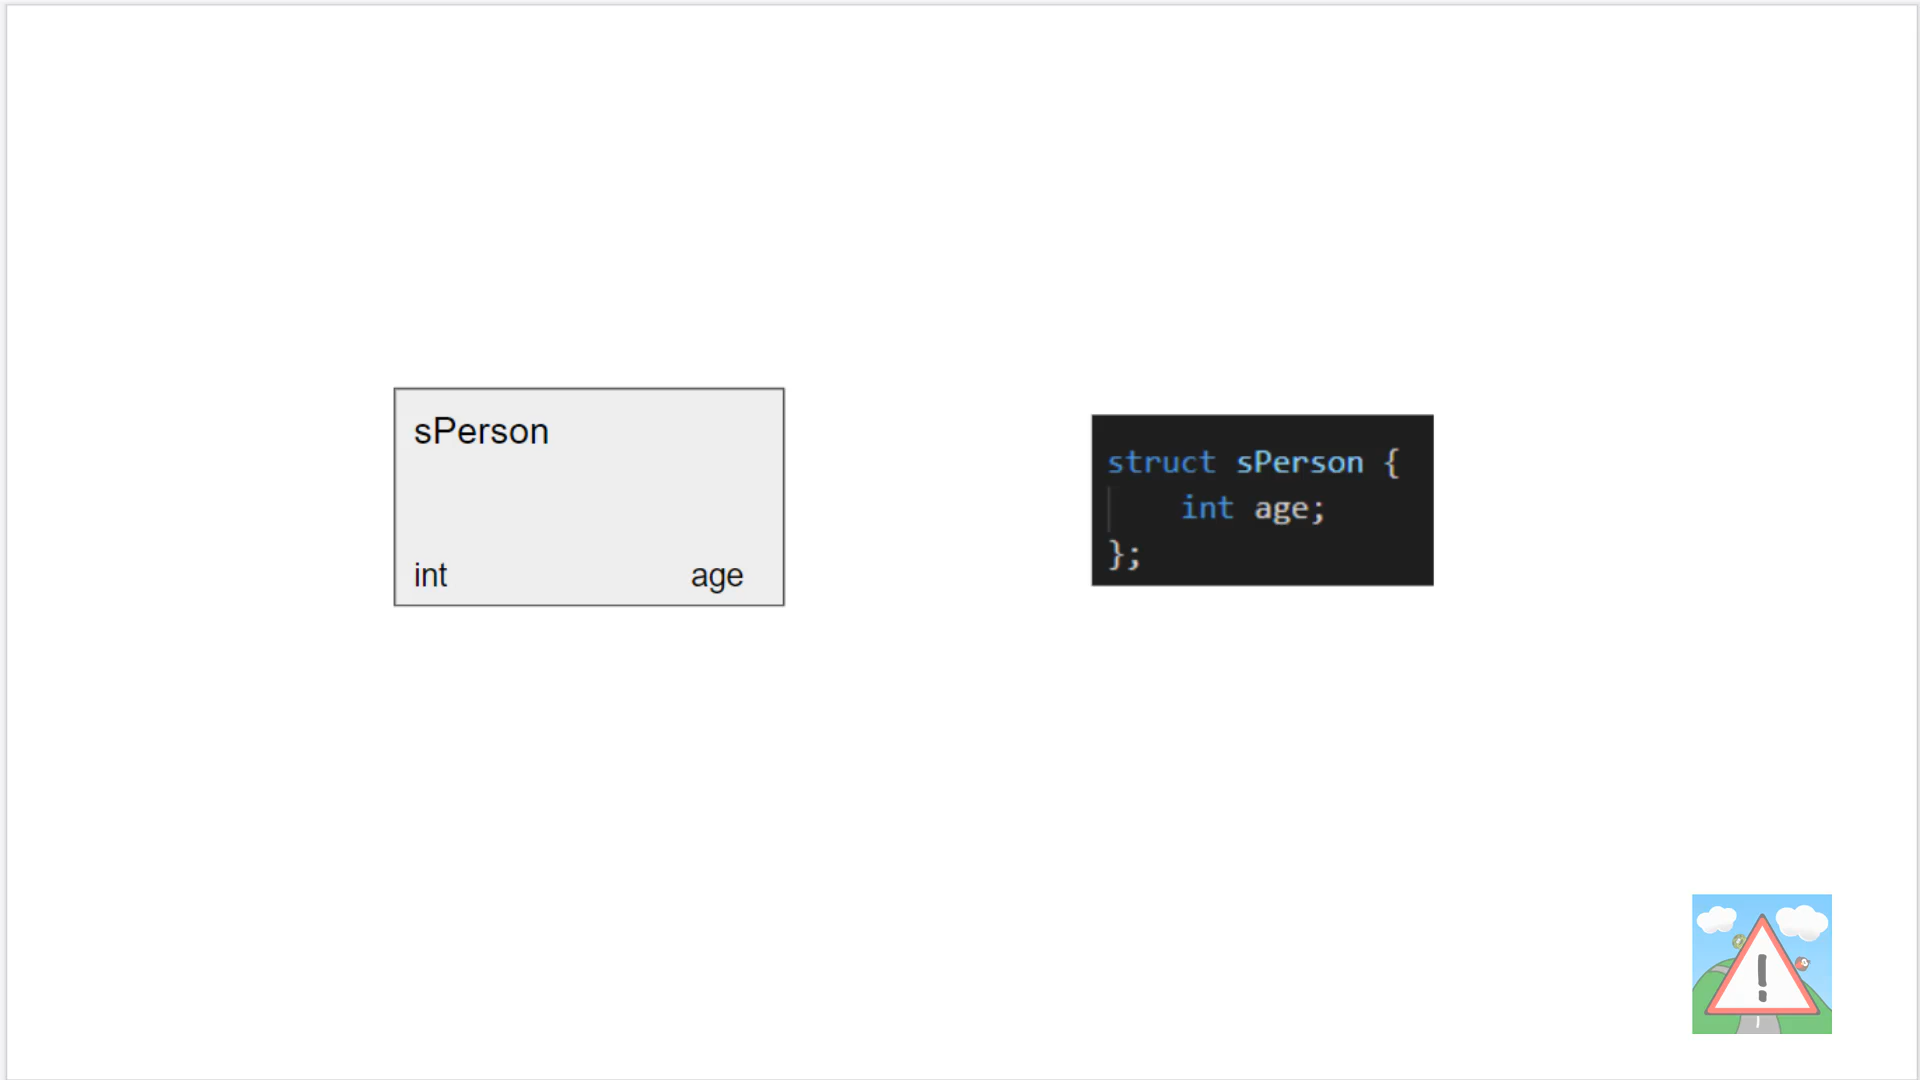 sPerson
int age
struct sPerson {
    int age;
};
!